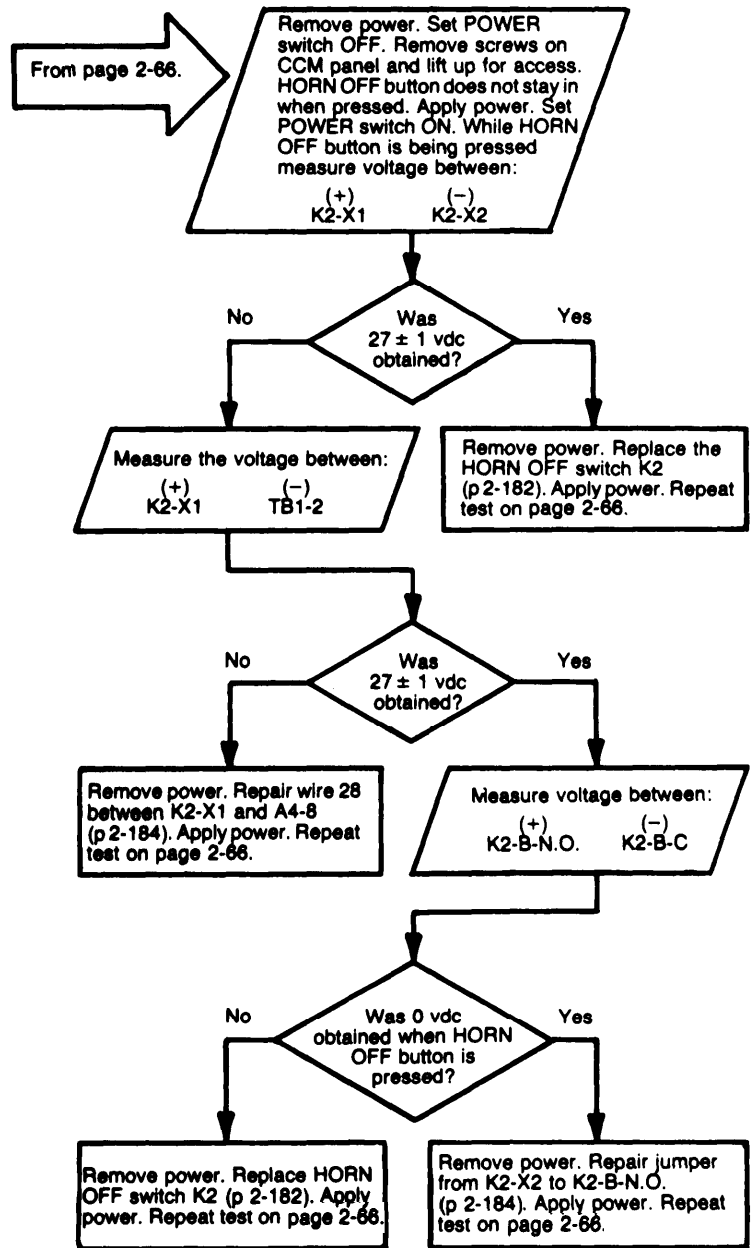 From page 2-66.
Remove power. Set POWER
switch OFF. Remove screws on
CCM panel and lift up for access.
HORN OFF button does not stay in
when pressed. Apply power. Set
POWER switch ON. While HORN
OFF button is being pressed
measure voltage between:
(+) (−)
K2-X1 K2-X2
No
Was
27 ± 1 vdc
obtained?
Yes
Measure the voltage between:
(+) (−)
K2-X1 TB1-2
Remove power. Replace the
HORN OFF switch K2
(p 2-182). Apply power. Repeat
test on page 2-66.
No
Was
27 ± 1 vdc
obtained?
Yes
Remove power. Repair wire 28
between K2-X1 and A4-8
(p 2-184). Apply power. Repeat
test on page 2-66.
Measure voltage between:
(+) (−)
K2-B-N.O. K2-B-C
No
Was 0 vdc
obtained when HORN
OFF button is
pressed?
Yes
Remove power. Replace HORN
OFF switch K2 (p 2-182). Apply
power. Repeat test on page 2-66.
Remove power. Repair jumper
from K2-X2 to K2-B-N.O.
(p 2-184). Apply power. Repeat
test on page 2-66.